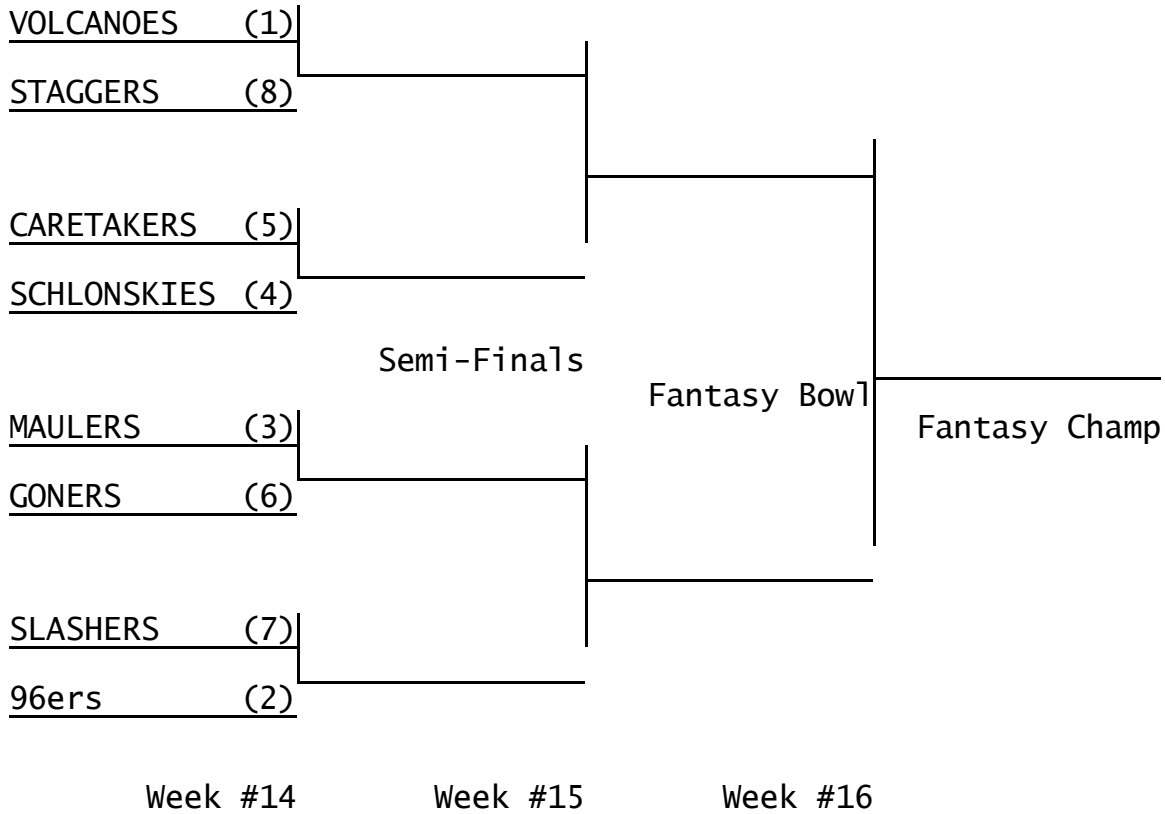 VOLCANOES (1)
STAGGERS (8)
CARETAKERS (5)
SCHLONSKIES (4)
Semi-Finals
Fantasy Bowl
MAULERS (3)
Fantasy Champ
GONERS (6)
SLASHERS (7)
96ers (2)
Week #14 Week #15 Week #16